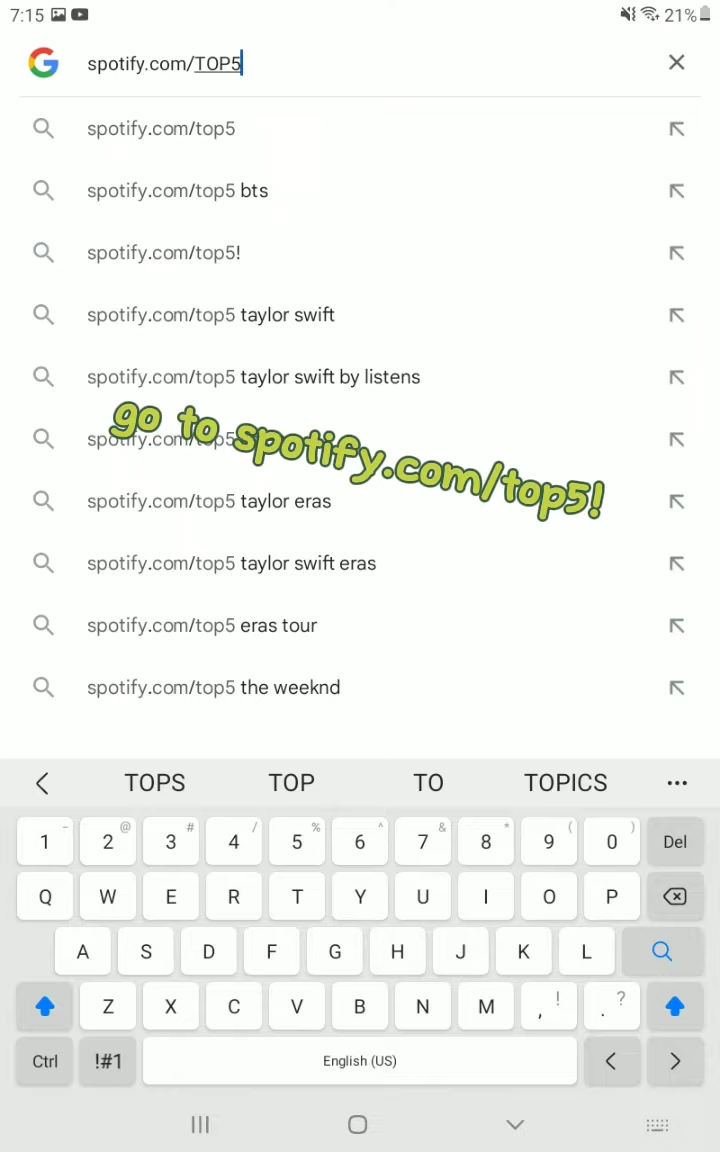 7:15 21%
spotify.com/TOP5
spotify.com/top5
spotify.com/top5 bts
spotify.com/top5!
spotify.com/top5 taylor swift
spotify.com/top5 taylor swift by listens
go to spotify.com/top5!
spotify.com/top5
spotify.com/top5 taylor eras
spotify.com/top5 taylor swift eras
spotify.com/top5 eras tour
spotify.com/top5 the weeknd
TOPS TOP TO TOPICS
1 2 3 4 5 6 7 8 9 0 Del
- @ # / % ^ & * ( )
Q W E R T Y U I O P
A S D F G H J K L
Z X C V B N M , ! . ?
Ctrl !#1 English (US) < >